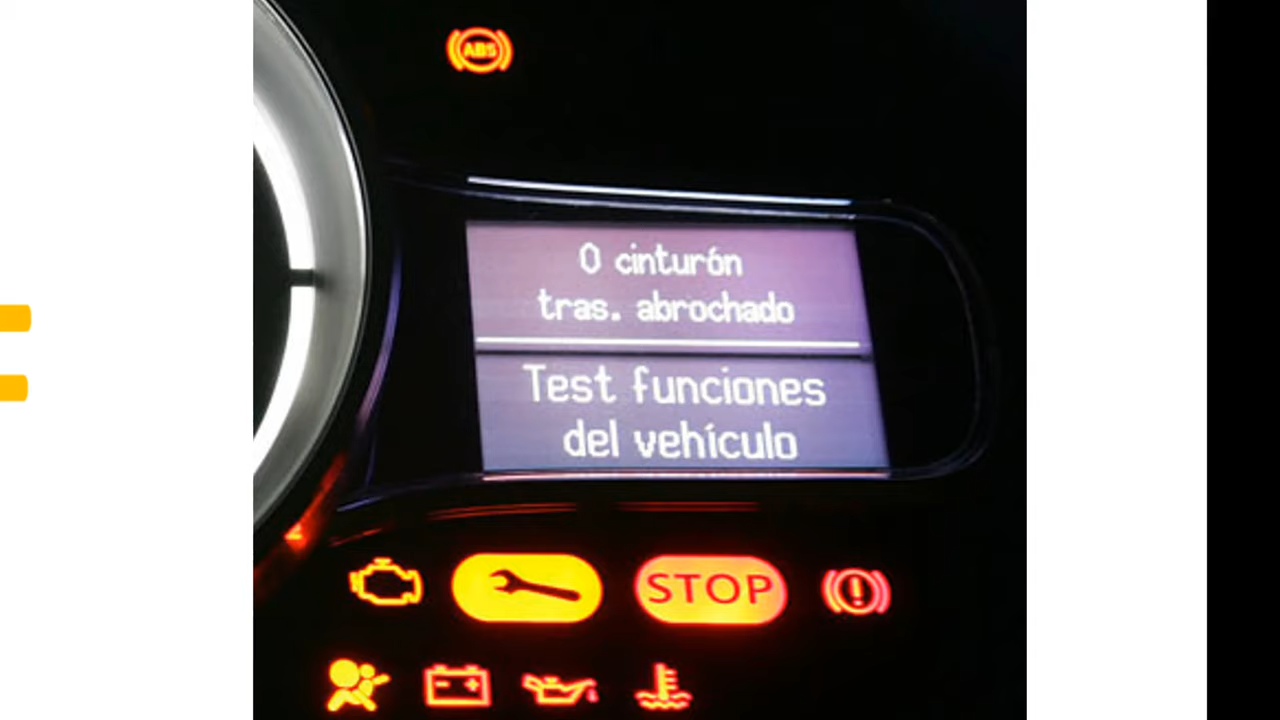 ABS
0 cinturón
tras. abrochado
Test funciones
del vehículo
STOP